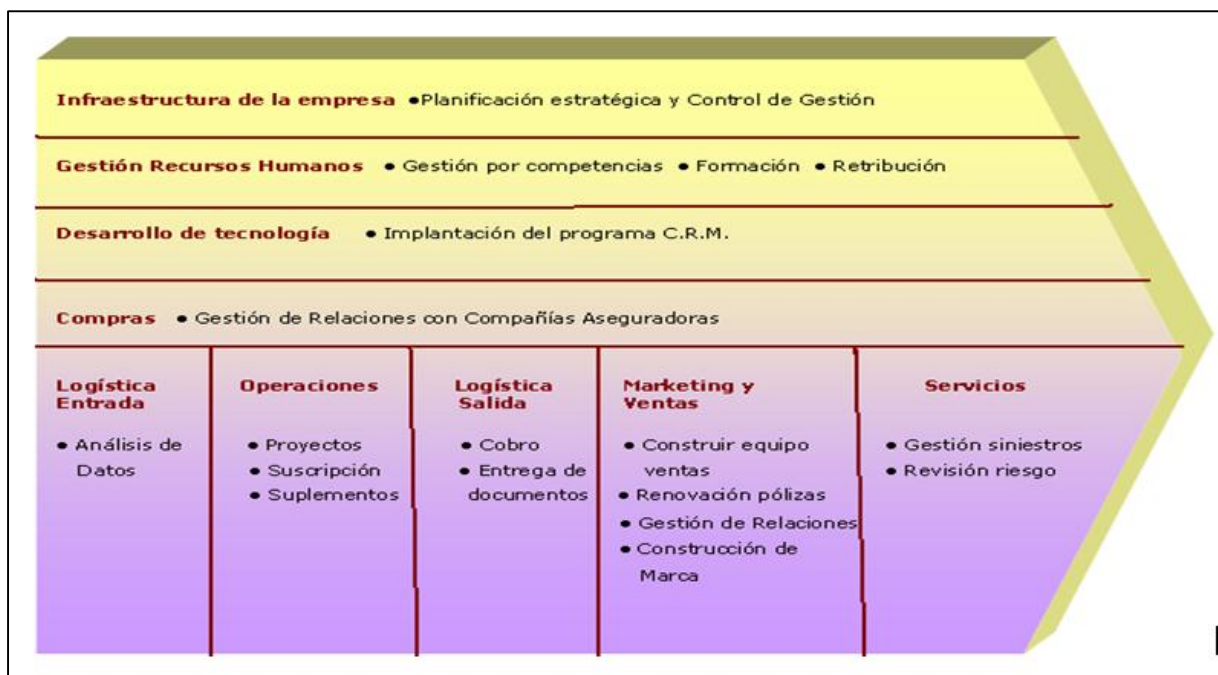 Infraestructura de la empresa ●Planificación estratégica y Control de Gestión
Gestión Recursos Humanos ● Gestión por competencias ● Formación ● Retribución
Desarrollo de tecnología ● Implantación del programa C.R.M.
Compras ● Gestión de Relaciones con Compañías Aseguradoras
Logística
Entrada
● Análisis de
Datos
Operaciones
● Proyectos
● Suscripción
● Suplementos
Logística
Salida
● Cobro
● Entrega de
documentos
Marketing y
Ventas
● Construir equipo
ventas
● Renovación pólizas
● Gestión de Relaciones
● Construcción de
Marca
Servicios
● Gestión siniestros
● Revisión riesgo